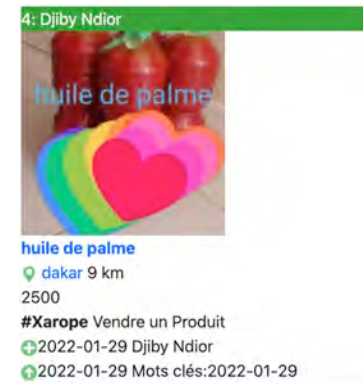 4: Djiby Ndior
huile de palme
huile de palme
dakar 9 km
2500
#Xarope Vendre un Produit
2022-01-29 Djiby Ndior
2022-01-29 Mots clés:2022-01-29